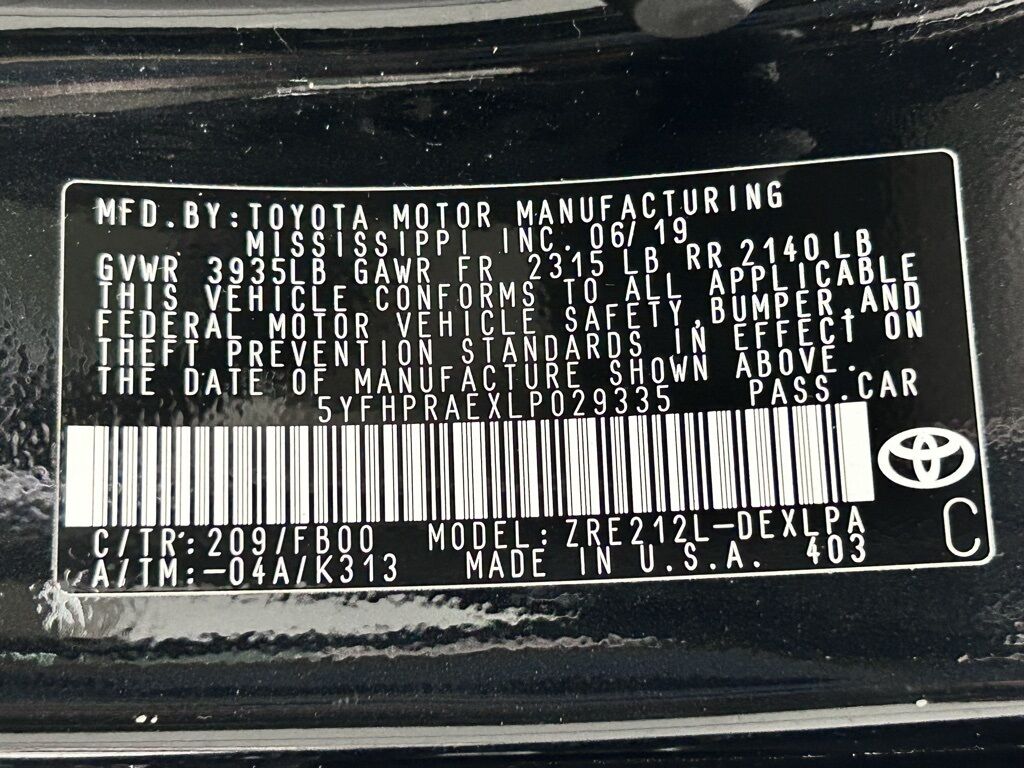 MFD.BY:TOYOTA MOTOR MANUFACTURING
MISSISSIPPI INC. 06/19
GVWR 3935LB GAWR FR 2315 LB RR 2140 LB
THIS VEHICLE CONFORMS TO ALL APPLICABLE
FEDERAL MOTOR VEHICLE SAFETY,BUMPER,AND
THEFT PREVENTION STANDARDS IN EFFECT ON
THE DATE OF MANUFACTURE SHOWN ABOVE.
5YFHPRAEXLP029335 PASS.CAR
C/TR:209/FB00 MODEL:ZRE212L-DEXLPA
A/TM:-04A/K313 MADE IN U.S.A. 403
C